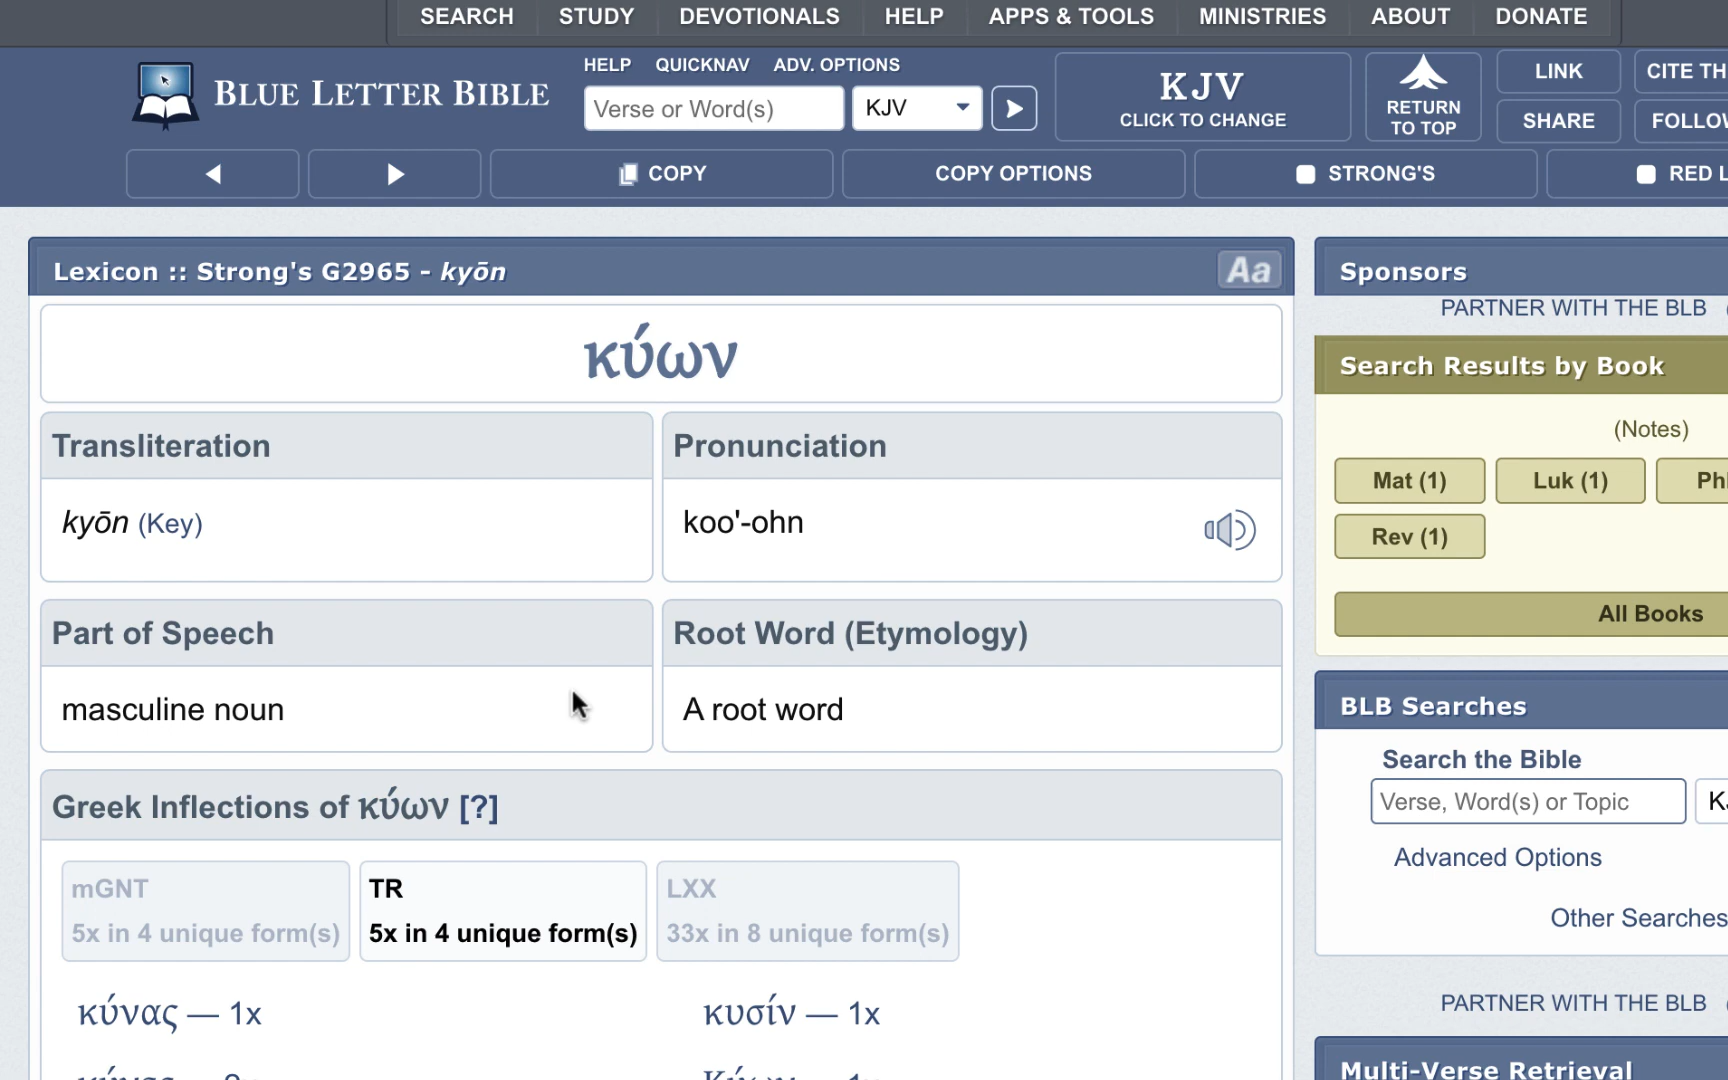 SEARCH STUDY DEVOTIONALS HELP APPS & TOOLS MINISTRIES ABOUT DONATE
BLUE LETTER BIBLE
HELP QUICKNAV ADV. OPTIONS
Verse or Word(s) KJV
KJV
CLICK TO CHANGE
RETURN
TO TOP
LINK
SHARE
CITE TH
FOLLOW
COPY COPY OPTIONS STRONG'S RED L
Lexicon :: Strong's G2965 - kyōn Aa
κύων
Transliteration
kyōn (Key)
Pronunciation
koo'-ohn
Part of Speech
masculine noun
Root Word (Etymology)
A root word
Greek Inflections of κύων [?]
mGNT
5x in 4 unique form(s)
TR
5x in 4 unique form(s)
LXX
33x in 8 unique form(s)
κύνας — 1x
κυσίν — 1x
Sponsors
PARTNER WITH THE BLB
Search Results by Book
(Notes)
Mat (1) Luk (1) Phl
Rev (1)
All Books
BLB Searches
Search the Bible
Verse, Word(s) or Topic KJ
Advanced Options
Other Searches
PARTNER WITH THE BLB
Multi-Verse Retrieval